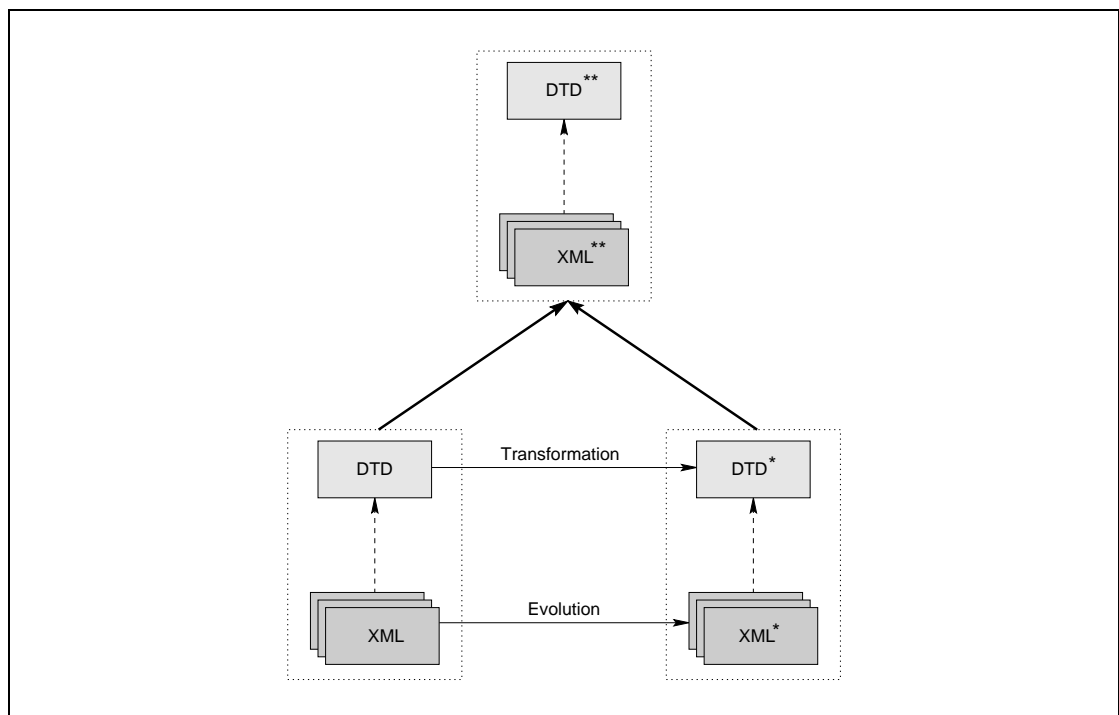 DTD**
XML**
DTD
Transformation
DTD*
XML
Evolution
XML*